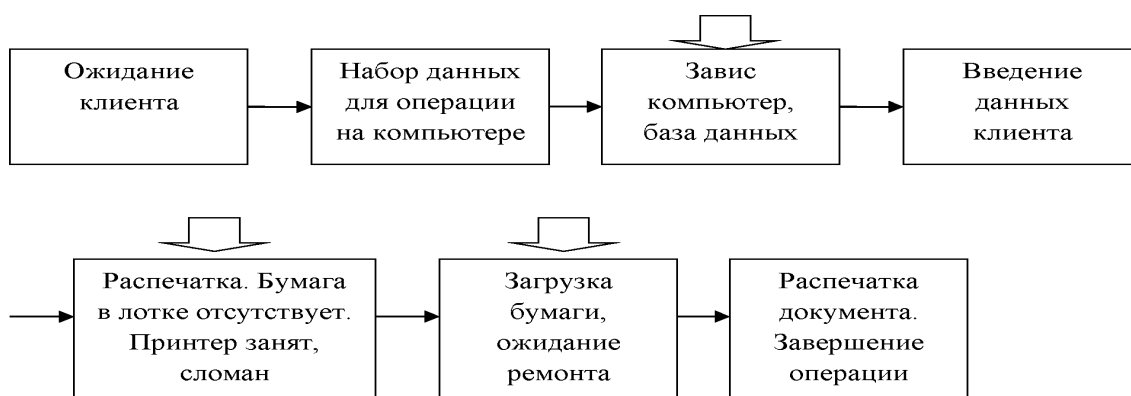 Ожидание
клиента
Набор данных
для операции
на компьютере
Завис
компьютер,
база данных
Введение
данных
клиента
Распечатка. Бумага
в лотке отсутствует.
Принтер занят,
сломан
Загрузка
бумаги,
ожидание
ремонта
Распечатка
документа.
Завершение
операции